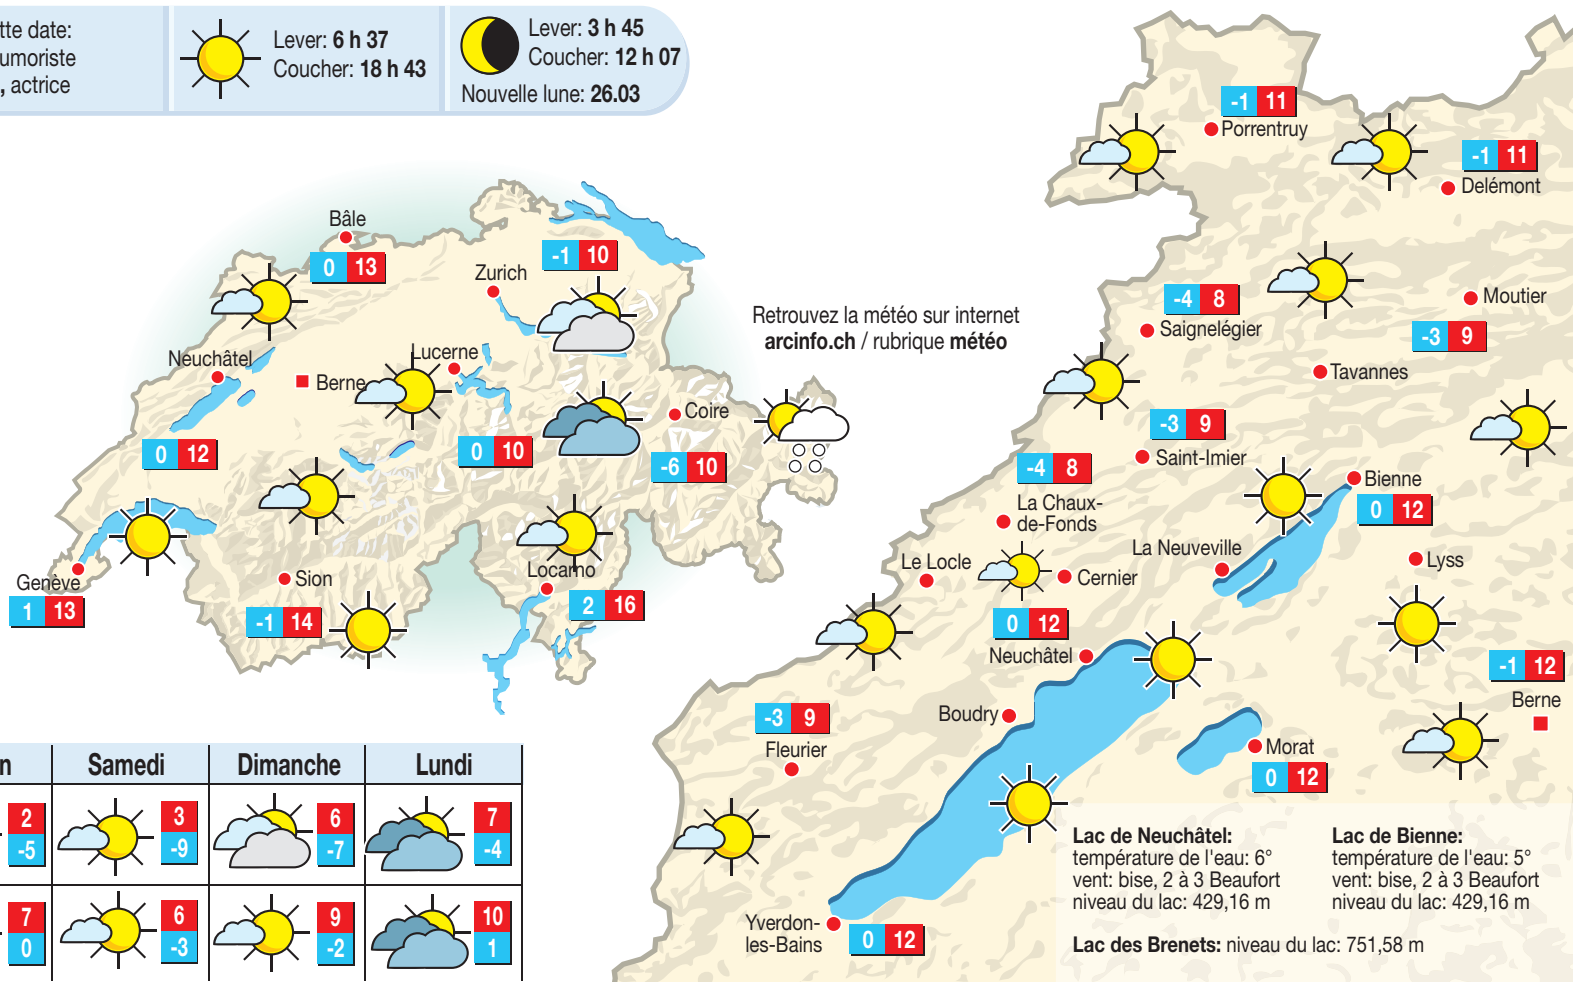 tte date:
umoriste
, actrice
Lever: 6 h 37
Coucher: 18 h 43
Lever: 3 h 45
Coucher: 12 h 07
Nouvelle lune: 26.03
Bâle
0 13
Zurich
-1 10
Neuchâtel
0 12
Berne
Lucerne
0 10
Coire
-6 10
Genève
1 13
Sion
-1 14
Locarno
2 16
Retrouvez la météo sur internet
arcinfo.ch / rubrique météo
-1 11
Porrentruy
-1 11
Delémont
-4 8
Saignelégier
Moutier
-3 9
Tavannes
-3 9
Saint-Imier
-4 8
La Chaux-
de-Fonds
Bienne
0 12
Le Locle
Cernier
La Neuveville
Lyss
0 12
Neuchâtel
-1 12
Berne
-3 9
Fleurier
Boudry
Morat
0 12
Yverdon-
les-Bains
0 12
Lac de Neuchâtel:
température de l'eau: 6°
vent: bise, 2 à 3 Beaufort
niveau du lac: 429,16 m
Lac de Bienne:
température de l'eau: 5°
vent: bise, 2 à 3 Beaufort
niveau du lac: 429,16 m
Lac des Brenets: niveau du lac: 751,58 m
n Samedi Dimanche Lundi
2 3 6 7
-5 -9 -7 -4
7 6 9 10
0 -3 -2 1